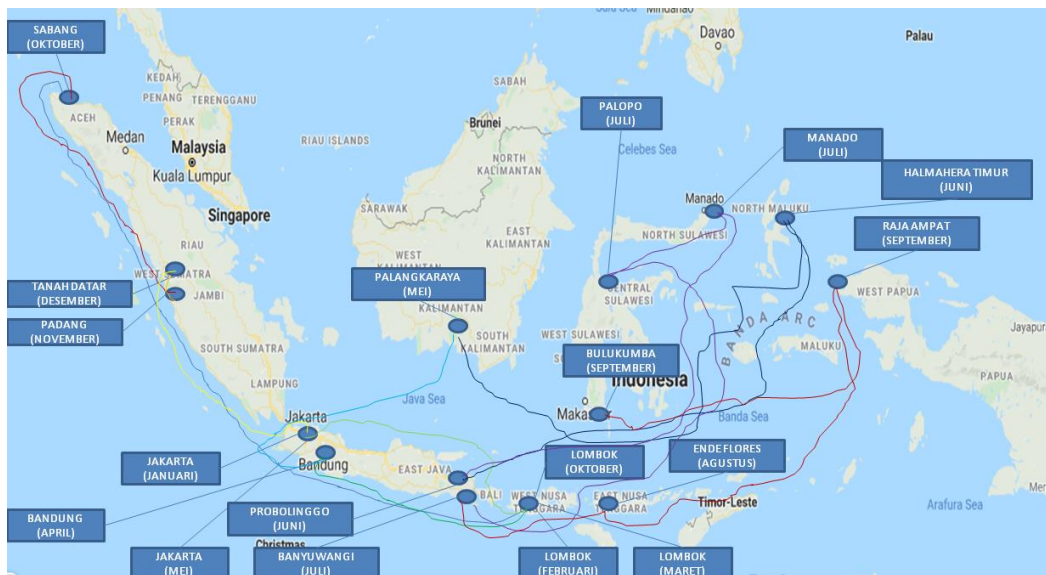 SABANG
(OKTOBER)
Mindanao
Davao
Palau
KEDAH
PENANG
TERENGGANU
PERAK
ACEH
Medan
Malaysia
Kuala Lumpur
RIAU ISLANDS
SABAH
Brunei
NORTH
KALIMANTAN
SARAWAK
Singapore
PALOPO
(JULI)
Celebes Sea
MANADO
(JULI)
HALMAHERA TIMUR
(JUNI)
Manado
NORTH MALUKU
NORTH SULAWESI
RAJA AMPAT
(SEPTEMBER)
RIAU
WEST SUMATRA
JAMBI
WEST
KALIMANTAN
EAST
KALIMANTAN
PALANGKARAYA
(MEI)
KALIMANTAN
CENTRAL
SULAWESI
WEST PAPUA
TANAH DATAR
(DESEMBER)
PADANG
(NOVEMBER)
SOUTH SUMATRA
SOUTH
KALIMANTAN
WEST SULAWESI
SOUTH
BANDA ARC
MALUKU
Jayapura
PAPUA
BULUKUMBA
(SEPTEMBER)
Indonesia
LAMPUNG
Java Sea
Makas
Banda Sea
Jakarta
Bandung
EAST JAVA
BALI
WEST NUSA
TENGGARA
EAST NUSA
TENGGARA
Timor-Leste
Arafura Sea
JAKARTA
(JANUARI)
LOMBOK
(OKTOBER)
ENDE FLORES
(AGUSTUS)
BANDUNG
(APRIL)
PROBOLINGGO
(JUNI)
Christmas
JAKARTA
(MEI)
BANYUWANGI
(JULI)
LOMBOK
(FEBRUARI)
LOMBOK
(MARET)